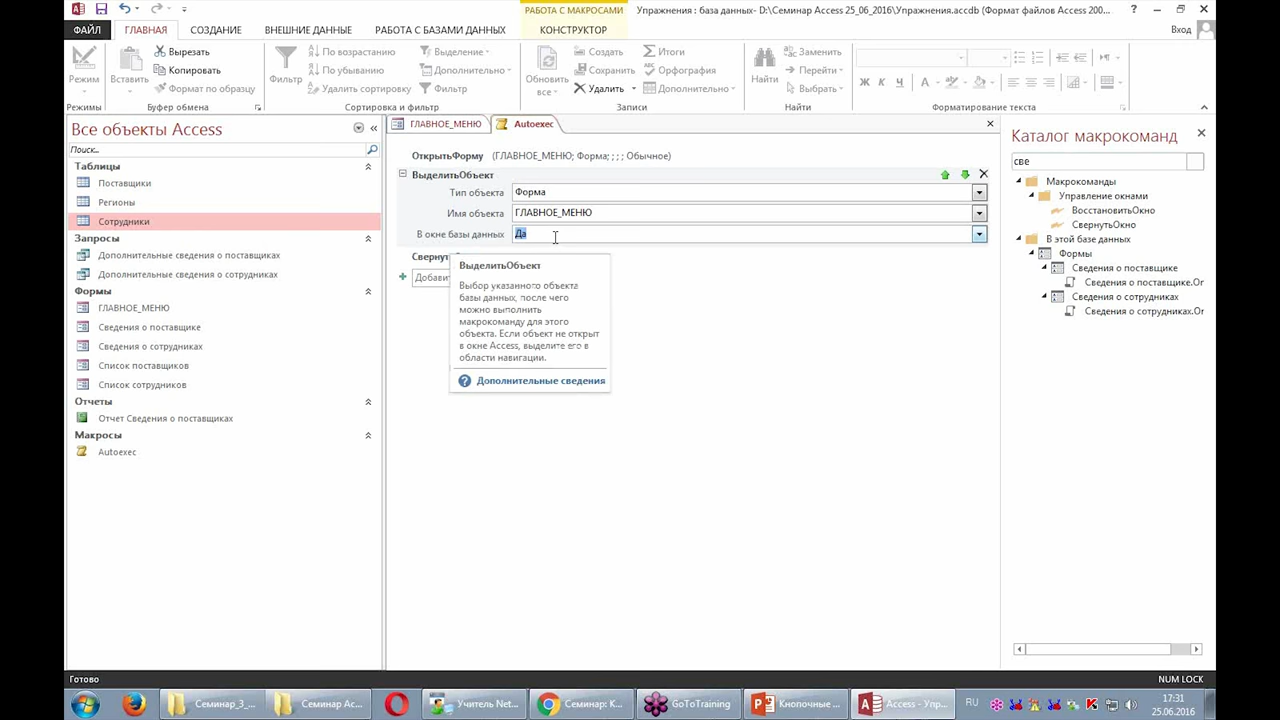 РАБОТА С МАКРОСАМИ
Упражнения : база данных- D:\Семинар Access 25_06_2016\Упражнения.accdb (Формат файлов Access 200...
ФАЙЛ ГЛАВНАЯ СОЗДАНИЕ ВНЕШНИЕ ДАННЫЕ РАБОТА С БАЗАМИ ДАННЫХ КОНСТРУКТОР Вход
Режим
Режимы
Вставить
Вырезать
Копировать
Формат по образцу
Буфер обмена
Фильтр
По возрастанию
По убыванию
Удалить сортировку
Выделение
Дополнительно
Фильтр
Сортировка и фильтр
Обновить
все
Создать
Сохранить
Удалить
Итоги
Орфография
Дополнительно
Записи
Найти
Заменить
Перейти
Выбрать
Найти
Ж К Ч А
Форматирование текста
Все объекты Access
Поиск...
Таблицы
Поставщики
Регионы
Сотрудники
Запросы
Дополнительные сведения о поставщиках
Дополнительные сведения о сотрудниках
Формы
ГЛАВНОЕ_МЕНЮ
Сведения о поставщике
Сведения о сотрудниках
Список поставщиков
Список сотрудников
Отчеты
Отчет Сведения о поставщиках
Макросы
Autoexec
ГЛАВНОЕ_МЕНЮ Autoexec
ОткрытьФорму (ГЛАВНОЕ_МЕНЮ; Форма; ; ; ; Обычное)
ВыделитьОбъект
Тип объекта Форма
Имя объекта ГЛАВНОЕ_МЕНЮ
В окне базы данных Да
Сверну
Добави
ВыделитьОбъект
Выбор указанного объекта
базы данных, после чего
можно выполнить
макрокоманду для этого
объекта. Если объект не открыт
в окне Access, выделите его в
области навигации.
Дополнительные сведения
Каталог макрокоманд
све
Макрокоманды
Управление окнами
ВосстановитьОкно
СвернутьОкно
В этой базе данных
Формы
Сведения о поставщике
Сведения о поставщике.Or
Сведения о сотрудниках
Сведения о сотрудниках.Or
Готово NUM LOCK
Семинар_3_... Семинар Ac... Учитель Net... Семинар: К... GoToTraining Кнопочные ... Access - Упр... RU 17:31
25.06.2016